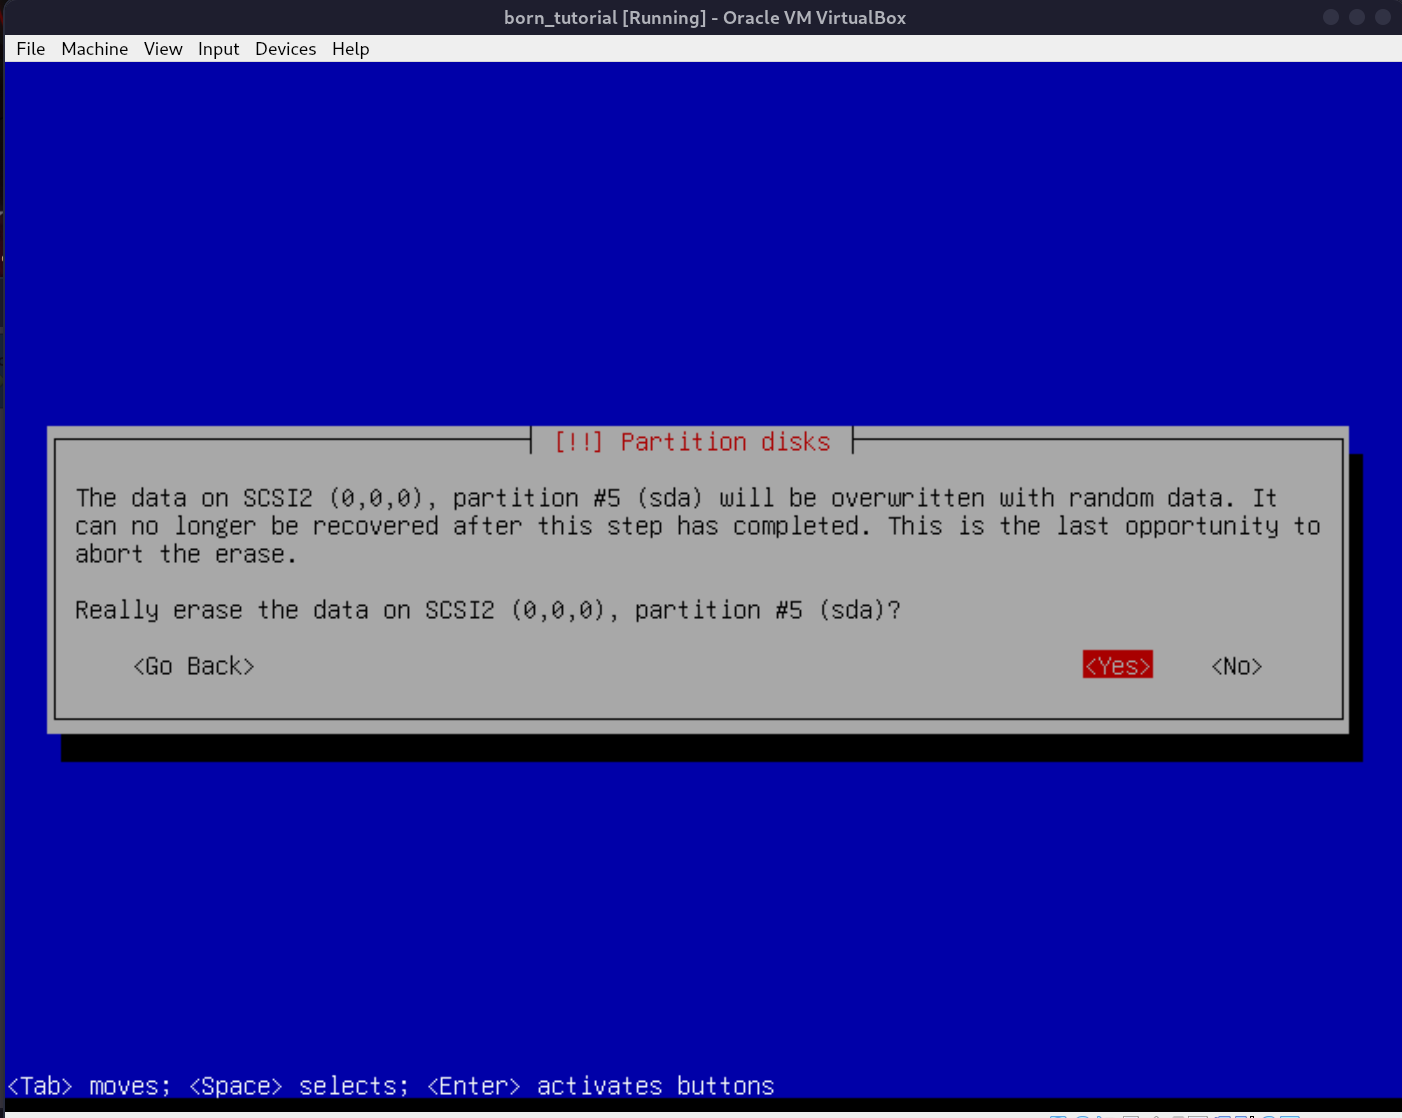 born_tutorial [Running] - Oracle VM VirtualBox
File Machine View Input Devices Help
[!!] Partition disks
The data on SCSI2 (0,0,0), partition #5 (sda) will be overwritten with random data. It
can no longer be recovered after this step has completed. This is the last opportunity to
abort the erase.
Really erase the data on SCSI2 (0,0,0), partition #5 (sda)?
<Go Back> <Yes> <No>
<Tab> moves; <Space> selects; <Enter> activates buttons